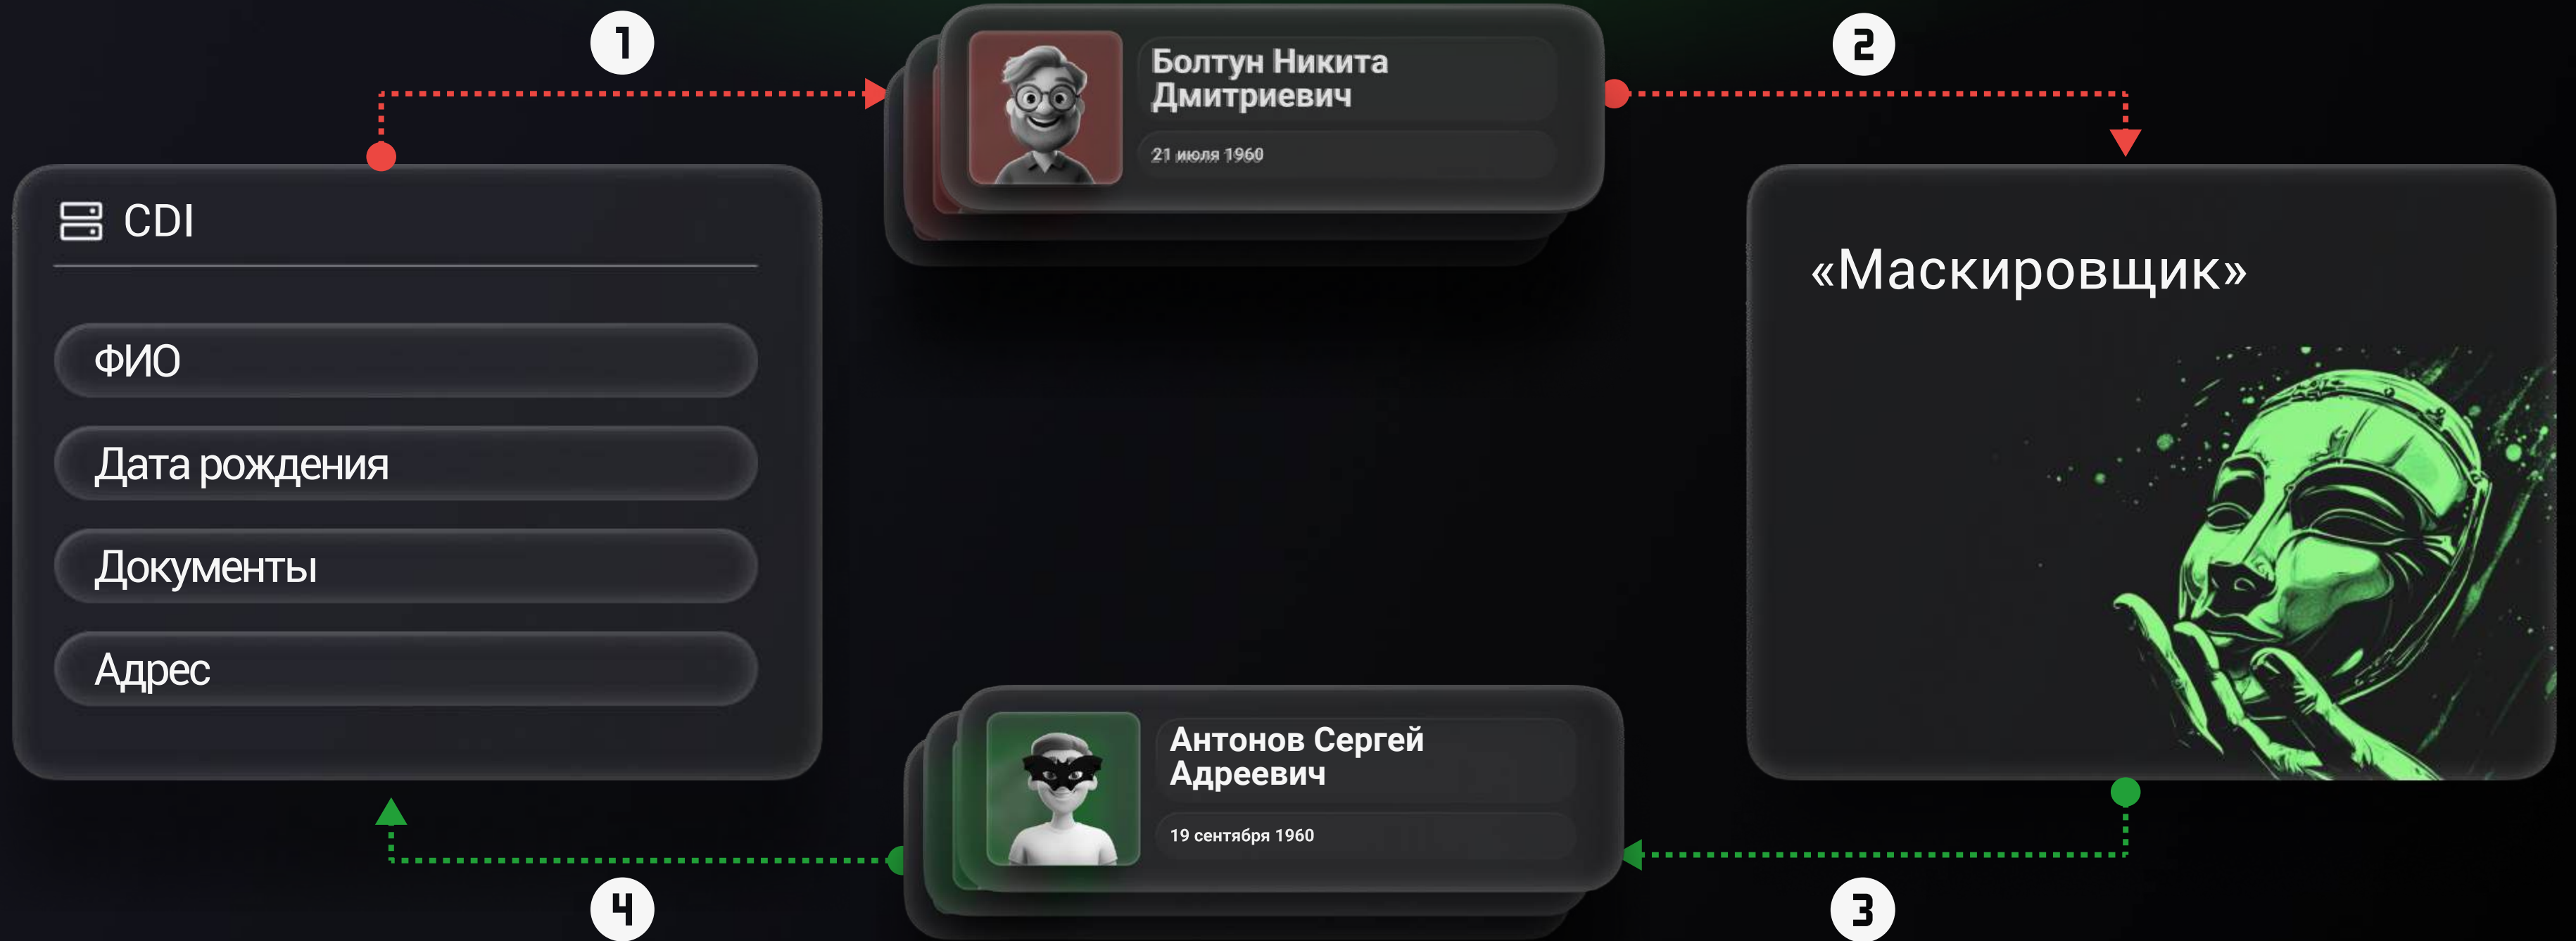 1
Болтун Никита
Дмитриевич
21 июля 1960
2
CDI
ФИО
Дата рождения
Документы
Адрес
«Маскировщик»
Антонов Сергей
Адреевич
19 сентября 1960
4
3